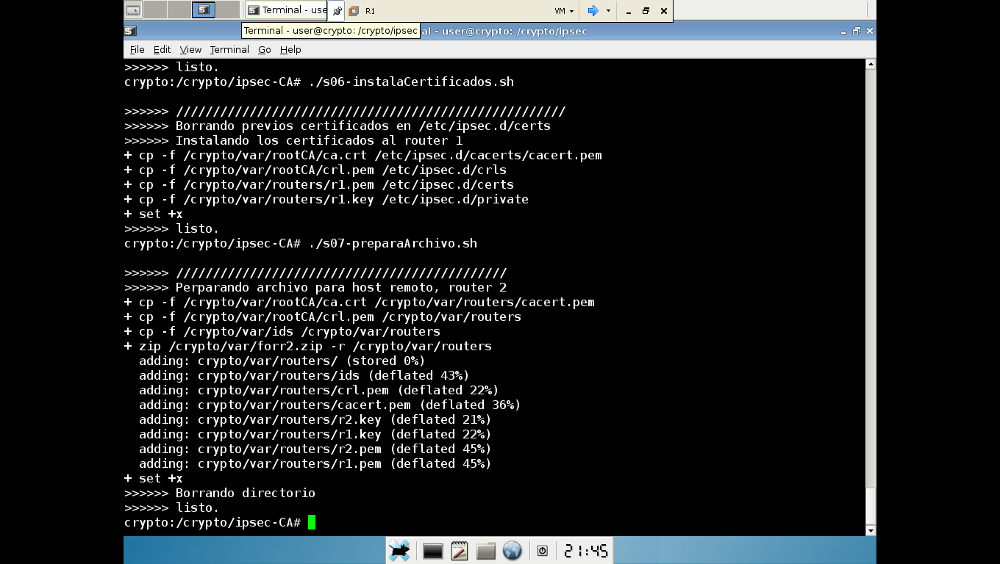 Terminal - use
R1
VM
Terminal - user@crypto: /crypto/ipsec
al - user@crypto: /crypto/ipsec
File Edit View Terminal Go Help
>>>>>> listo.
crypto:/crypto/ipsec-CA# ./s06-instalaCertificados.sh
>>>>>> /////////////////////////////////////////////////////
>>>>>> Borrando previos certificados en /etc/ipsec.d/certs
>>>>>> Instalando los certificados al router 1
+ cp -f /crypto/var/rootCA/ca.crt /etc/ipsec.d/cacerts/cacert.pem
+ cp -f /crypto/var/rootCA/crl.pem /etc/ipsec.d/crls
+ cp -f /crypto/var/routers/r1.pem /etc/ipsec.d/certs
+ cp -f /crypto/var/routers/r1.key /etc/ipsec.d/private
+ set +x
>>>>>> listo.
crypto:/crypto/ipsec-CA# ./s07-preparaArchivo.sh
>>>>>> /////////////////////////////////////////////
>>>>>> Perparando archivo para host remoto, router 2
+ cp -f /crypto/var/rootCA/ca.crt /crypto/var/routers/cacert.pem
+ cp -f /crypto/var/rootCA/crl.pem /crypto/var/routers
+ cp -f /crypto/var/ids /crypto/var/routers
+ zip /crypto/var/forr2.zip -r /crypto/var/routers
adding: crypto/var/routers/ (stored 0%)
adding: crypto/var/routers/ids (deflated 43%)
adding: crypto/var/routers/crl.pem (deflated 22%)
adding: crypto/var/routers/cacert.pem (deflated 36%)
adding: crypto/var/routers/r2.key (deflated 21%)
adding: crypto/var/routers/r1.key (deflated 22%)
adding: crypto/var/routers/r2.pem (deflated 45%)
adding: crypto/var/routers/r1.pem (deflated 45%)
+ set +x
>>>>>> Borrando directorio
>>>>>> listo.
crypto:/crypto/ipsec-CA#
21:45